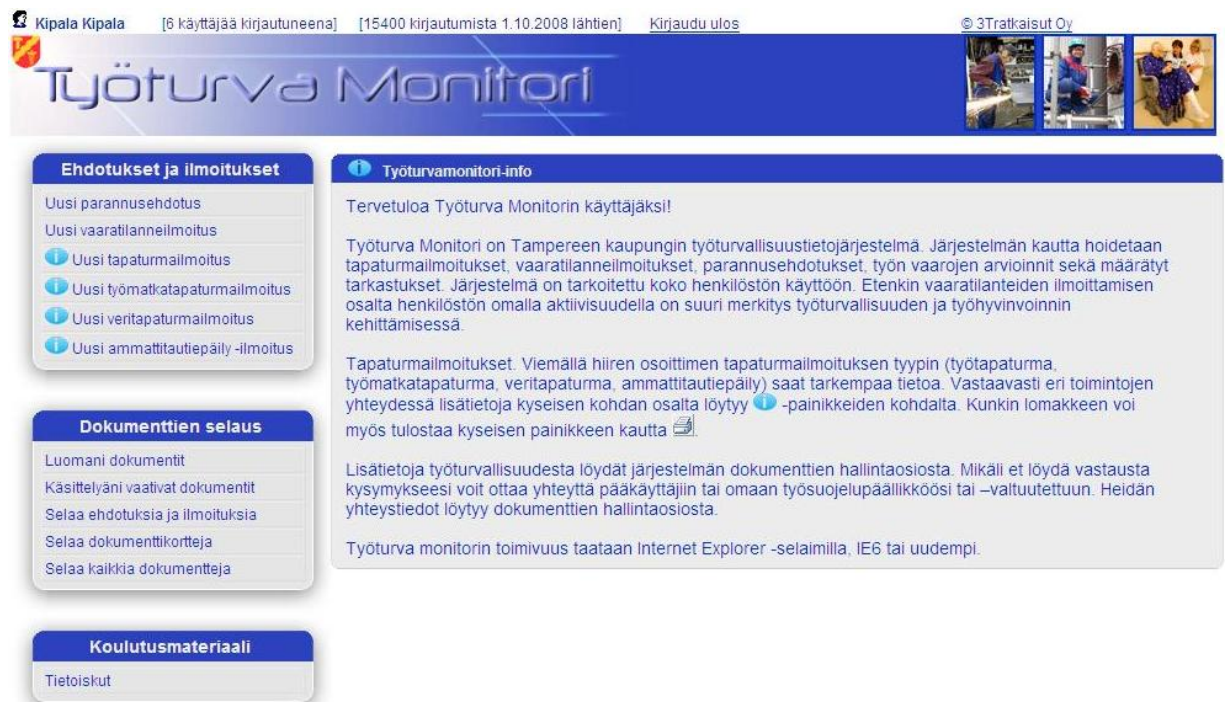 Kipala Kipala [6 käyttäjää kirjautuneena] [15400 kirjautumista 1.10.2008 lähtien] Kirjaudu ulos © 3Tratkaisut Oy
Työturva Monitori
Ehdotukset ja ilmoitukset
Uusi parannusehdotus
Uusi vaaratilanneilmoitus
Uusi tapaturmailmoitus
Uusi työmatkatapaturmailmoitus
Uusi veritapaturmailmoitus
Uusi ammattitautiepäily -ilmoitus
Dokumenttien selaus
Luomani dokumentit
Käsittelyäni vaativat dokumentit
Selaa ehdotuksia ja ilmoituksia
Selaa dokumenttikortteja
Selaa kaikkia dokumentteja
Koulutusmateriaali
Tietoiskut
Työturvamonitori-info
Tervetuloa Työturva Monitorin käyttäjäksi!
Työturva Monitori on Tampereen kaupungin työturvallisuustietojärjestelmä. Järjestelmän kautta hoidetaan
tapaturmailmoitukset, vaaratilanneilmoitukset, parannusehdotukset, työn vaarojen arvioinnit sekä määrätyt
tarkastukset. Järjestelmä on tarkoitettu koko henkilöstön käyttöön. Etenkin vaaratilanteiden ilmoittamisen
osalta henkilöstön omalla aktiivisuudella on suuri merkitys työturvallisuuden ja työhyvinvoinnin
kehittämisessä.
Tapaturmailmoitukset. Viemällä hiiren osoittimen tapaturmailmoituksen tyypin (työtapaturma,
työmatkatapaturma, veritapaturma, ammattitautiepäily) saat tarkempaa tietoa. Vastaavasti eri toimintojen
yhteydessä lisätietoja kyseisen kohdan osalta löytyy i -painikkeiden kohdalta. Kunkin lomakkeen voi
myös tulostaa kyseisen painikkeen kautta .
Lisätietoja työturvallisuudesta löydät järjestelmän dokumenttien hallintaosiosta. Mikäli et löydä vastausta
kysymykseesi voit ottaa yhteyttä pääkäyttäjiin tai omaan työsuojelupäällikköösi tai –valtuutettuun. Heidän
yhteystiedot löytyy dokumenttien hallintaosiosta.
Työturva monitorin toimivuus taataan Internet Explorer -selaimilla, IE6 tai uudempi.